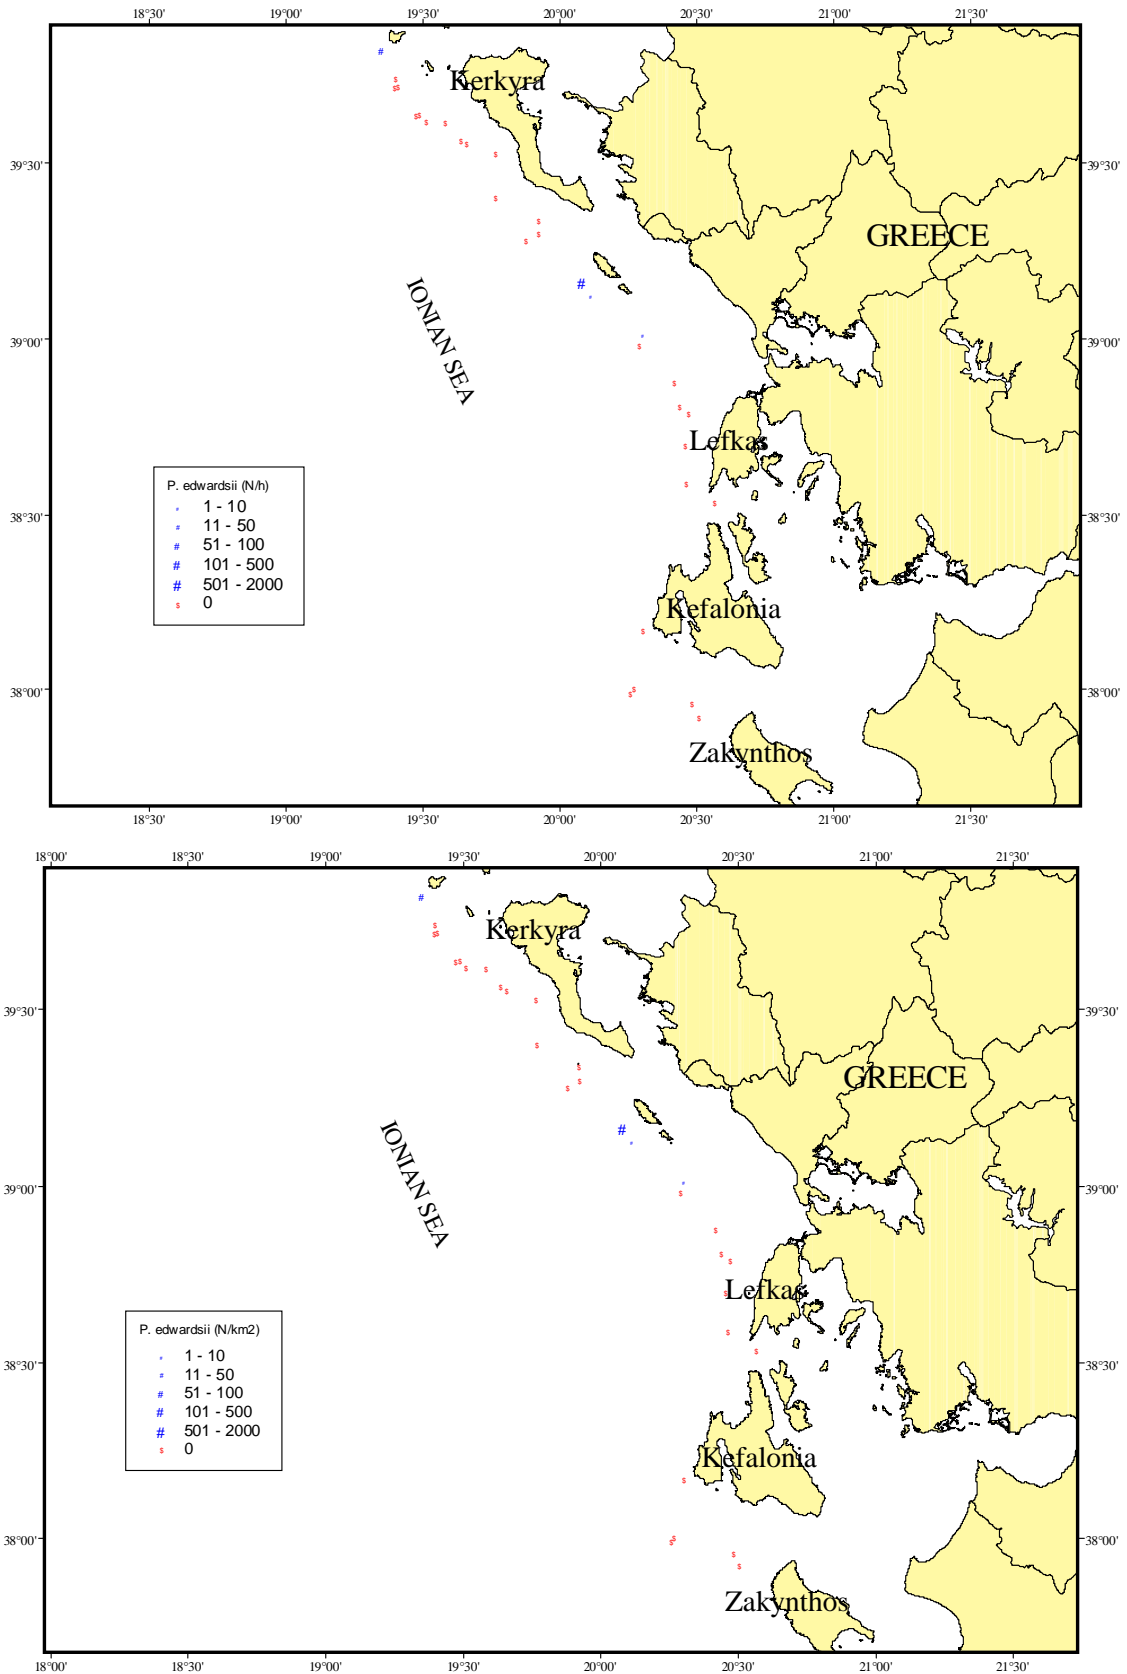 18°30' 19°00' 19°30' 20°00' 20°30' 21°00' 21°30'
Kerkyra
39°30' 39°30'
GREECE
IONIAN SEA
39°00' 39°00'
Lefkas
P. edwardsii (N/h)
# 1 - 10
# 11 - 50
# 51 - 100
# 101 - 500
# 501 - 2000
$ 0
38°30' 38°30'
Kefalonia
38°00' 38°00'
Zakynthos
18°30' 19°00' 19°30' 20°00' 20°30' 21°00' 21°30'
18°00' 18°30' 19°00' 19°30' 20°00' 20°30' 21°00' 21°30'
Kerkyra
39°30' 39°30'
GREECE
IONIAN SEA
39°00' 39°00'
Lefkas
P. edwardsii (N/km2)
# 1 - 10
# 11 - 50
# 51 - 100
# 101 - 500
# 501 - 2000
$ 0
38°30' 38°30'
Kefalonia
38°00' 38°00'
Zakynthos
18°00' 18°30' 19°00' 19°30' 20°00' 20°30' 21°00' 21°30'